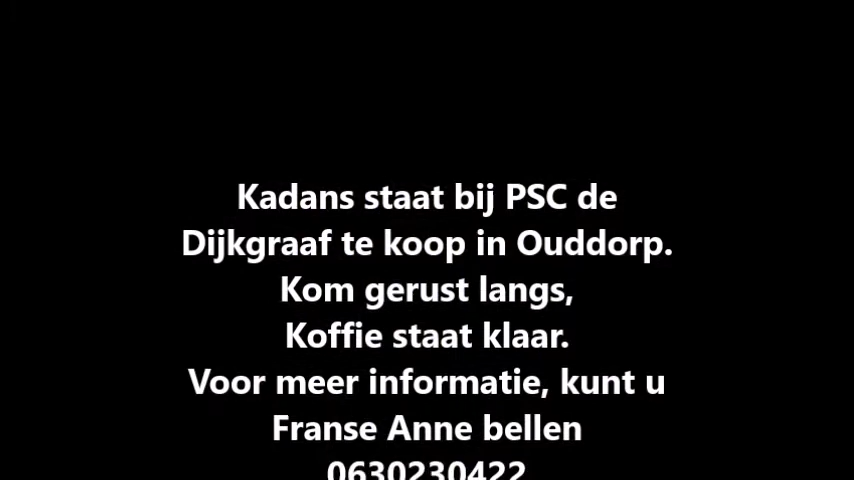 Kadans staat bij PSC de
Dijkgraaf te koop in Ouddorp.
Kom gerust langs,
Koffie staat klaar.
Voor meer informatie, kunt u
Franse Anne bellen
0630230422